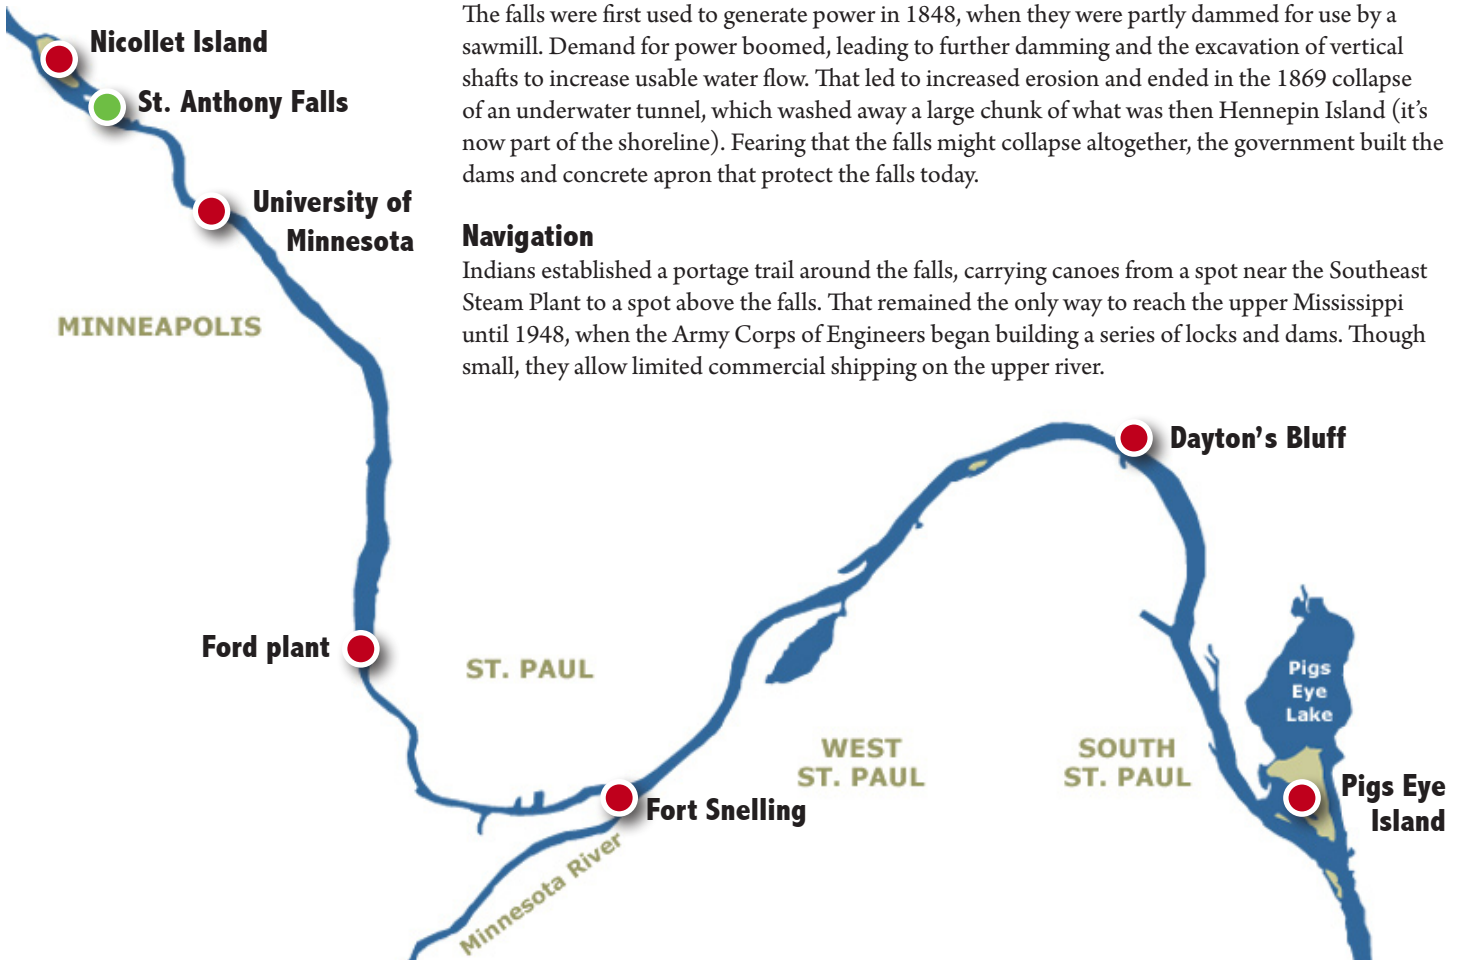 The falls were first used to generate power in 1848, when they were partly dammed for use by a
sawmill. Demand for power boomed, leading to further damming and the excavation of vertical
shafts to increase usable water flow. That led to increased erosion and ended in the 1869 collapse
of an underwater tunnel, which washed away a large chunk of what was then Hennepin Island (it’s
now part of the shoreline). Fearing that the falls might collapse altogether, the government built the
dams and concrete apron that protect the falls today.
Navigation
Indians established a portage trail around the falls, carrying canoes from a spot near the Southeast
Steam Plant to a spot above the falls. That remained the only way to reach the upper Mississippi
until 1948, when the Army Corps of Engineers began building a series of locks and dams. Though
small, they allow limited commercial shipping on the upper river.
Nicollet Island
St. Anthony Falls
University of
Minnesota
MINNEAPOLIS
Dayton’s Bluff
Ford plant
ST. PAUL
Pigs
Eye
Lake
WEST
ST. PAUL
SOUTH
ST. PAUL
Pigs Eye
Island
Fort Snelling
Minnesota River